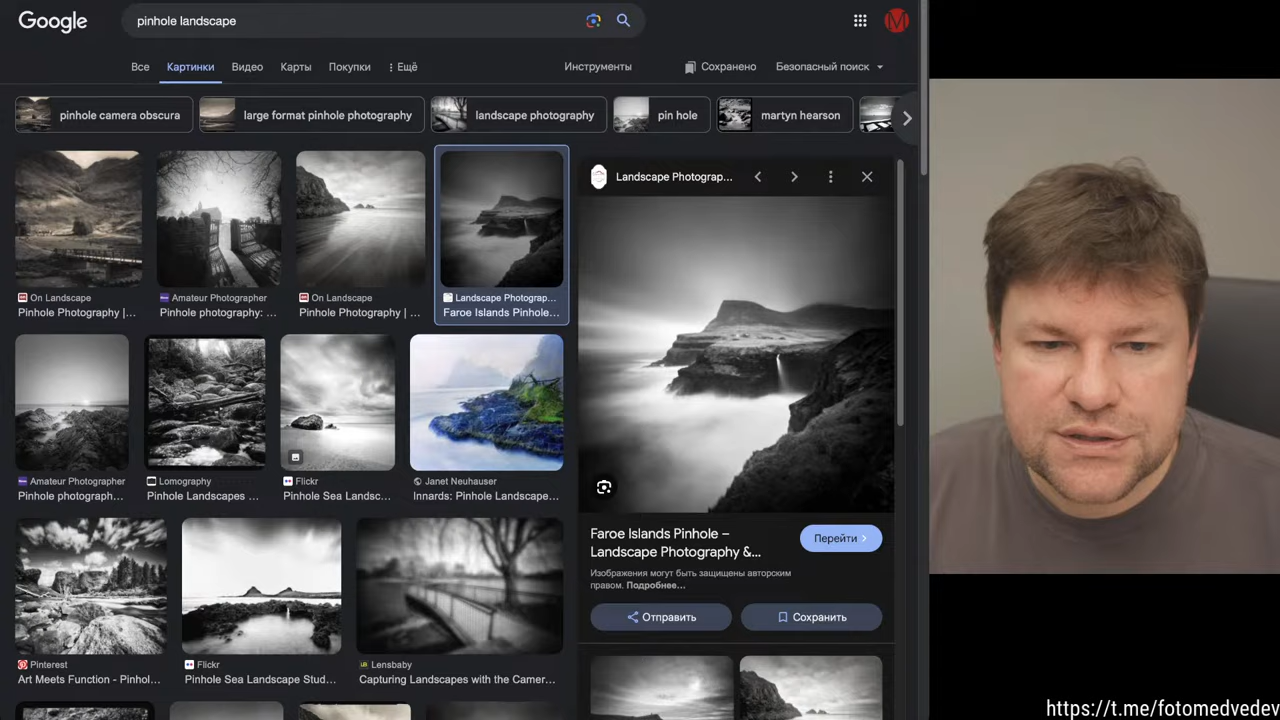 Google
pinhole landscape
M
Все
Картинки
Видео
Карты
Покупки
Ещё
Инструменты
Сохранено
Безопасный поиск
pinhole camera obscura
large format pinhole photography
landscape photography
pin hole
martyn hearson
On Landscape
Pinhole Photography |...
Amateur Photographer
Pinhole photography: ...
On Landscape
Pinhole Photography | ...
Landscape Photograp...
Faroe Islands Pinhole...
Landscape Photograp...
Amateur Photographer
Pinhole photograph...
Lomography
Pinhole Landscapes ...
Flickr
Pinhole Sea Landsc...
Janet Neuhauser
Innards: Pinhole Landscape...
Faroe Islands Pinhole –
Landscape Photography &...
Перейти
Изображения могут быть защищены авторским
правом. Подробнее...
Отправить
Сохранить
Pinterest
Art Meets Function - Pinhol...
Flickr
Pinhole Sea Landscape Stud...
Lensbaby
Capturing Landscapes with the Camer...
https://t.me/fotomedvedev